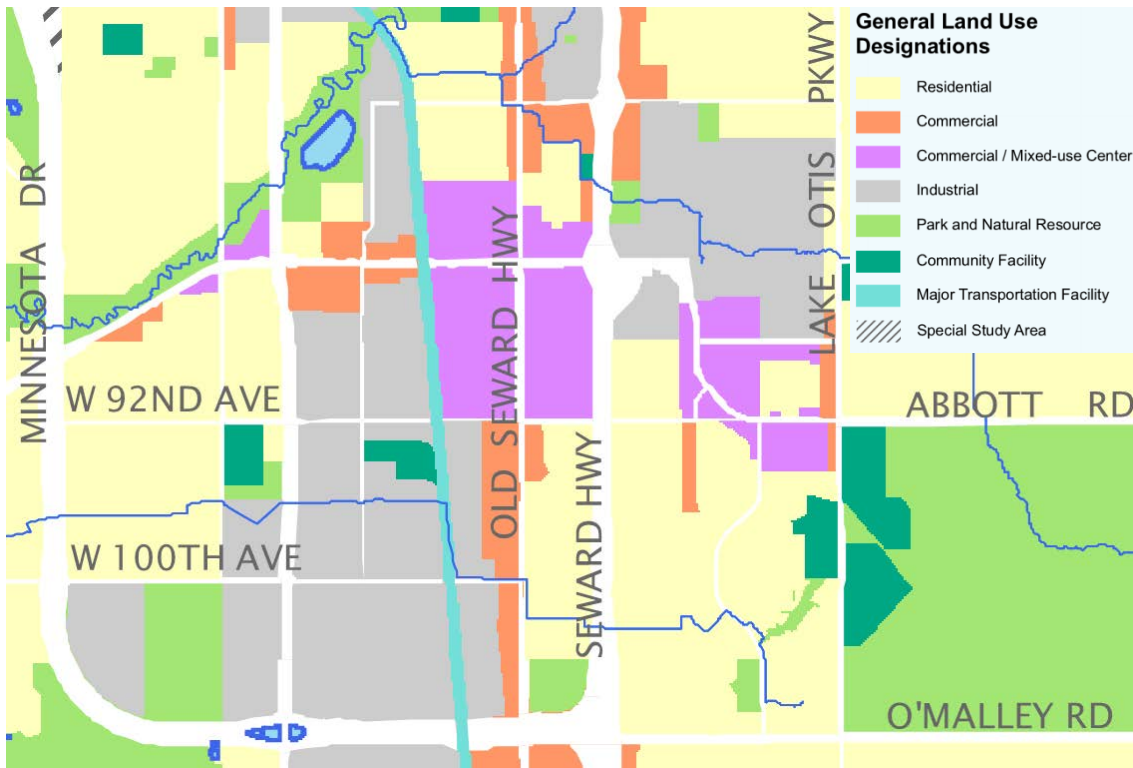 General Land Use
Designations
Residential
Commercial
Commercial / Mixed-use Center
Industrial
Park and Natural Resource
Community Facility
Major Transportation Facility
Special Study Area
MINNESOTA DR
OLD SEWARD HWY
SEWARD HWY
LAKE OTIS PKWY
W 92ND AVE
ABBOTT RD
W 100TH AVE
O'MALLEY RD